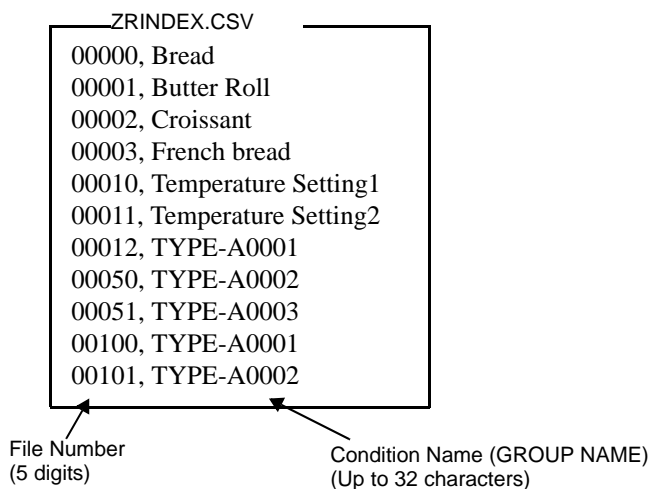 ZRINDEX.CSV
00000, Bread
00001, Butter Roll
00002, Croissant
00003, French bread
00010, Temperature Setting1
00011, Temperature Setting2
00012, TYPE-A0001
00050, TYPE-A0002
00051, TYPE-A0003
00100, TYPE-A0001
00101, TYPE-A0002
File Number
(5 digits)
Condition Name (GROUP NAME)
(Up to 32 characters)